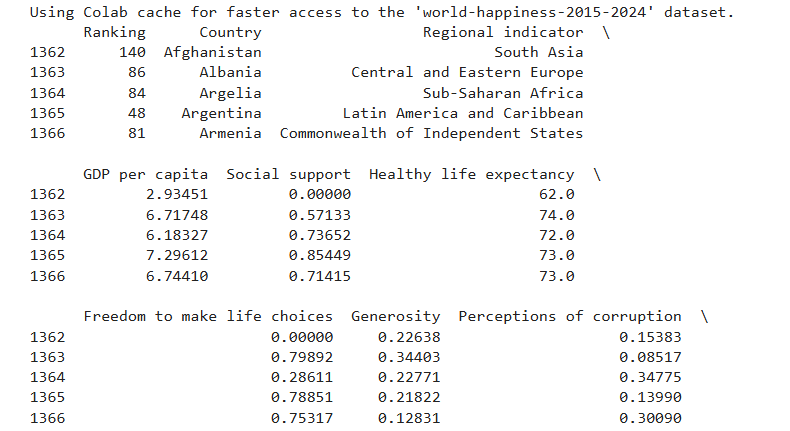 Using Colab cache for faster access to the 'world-happiness-2015-2024' dataset.
      Ranking      Country                   Regional indicator  \
1362      140  Afghanistan                           South Asia
1363       86      Albania           Central and Eastern Europe
1364       84      Argelia                   Sub-Saharan Africa
1365       48    Argentina          Latin America and Caribbean
1366       81      Armenia   Commonwealth of Independent States

      GDP per capita  Social support  Healthy life expectancy  \
1362         2.93451         0.00000                     62.0
1363         6.71748         0.57133                     74.0
1364         6.18327         0.73652                     72.0
1365         7.29612         0.85449                     73.0
1366         6.74410         0.71415                     73.0

      Freedom to make life choices  Generosity  Perceptions of corruption  \
1362                       0.00000     0.22638                    0.15383
1363                       0.79892     0.34403                    0.08517
1364                       0.28611     0.22771                    0.34775
1365                       0.78851     0.21822                    0.13990
1366                       0.75317     0.12831                    0.30090